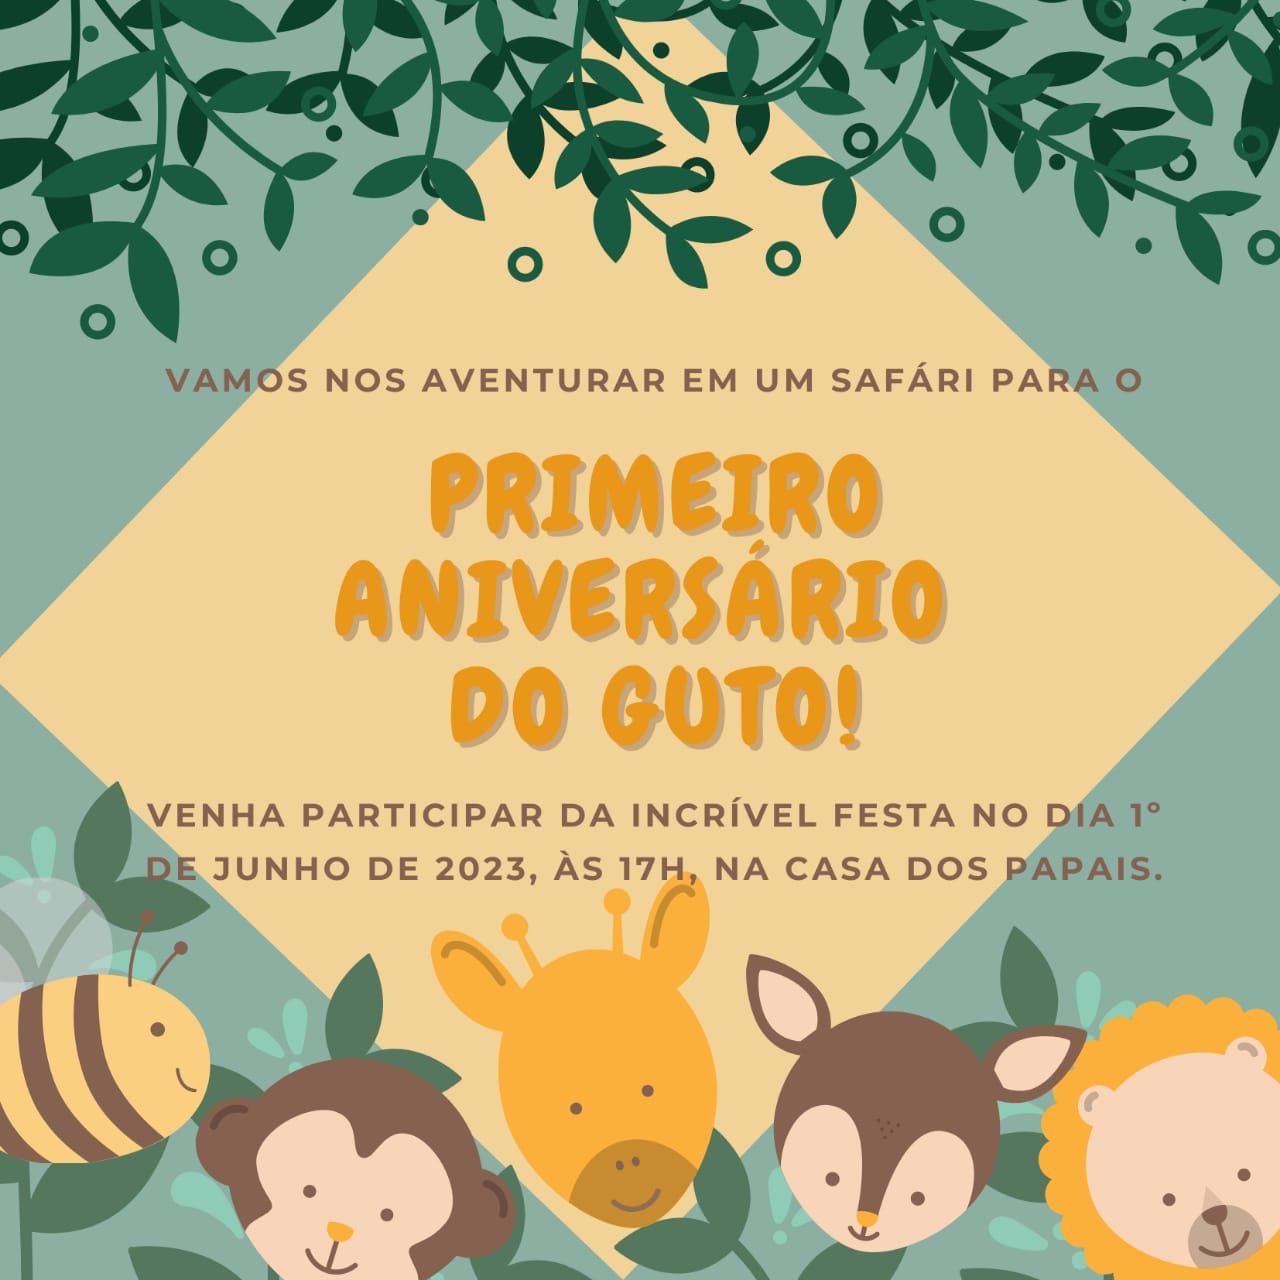 VAMOS NOS AVENTURAR EM UM SAFÁRI PARA O
PRIMEIRO
ANIVERSÁRIO
DO GUTO!
VENHA PARTICIPAR DA INCRÍVEL FESTA NO DIA 1º
DE JUNHO DE 2023, ÀS 17H, NA CASA DOS PAPAIS.